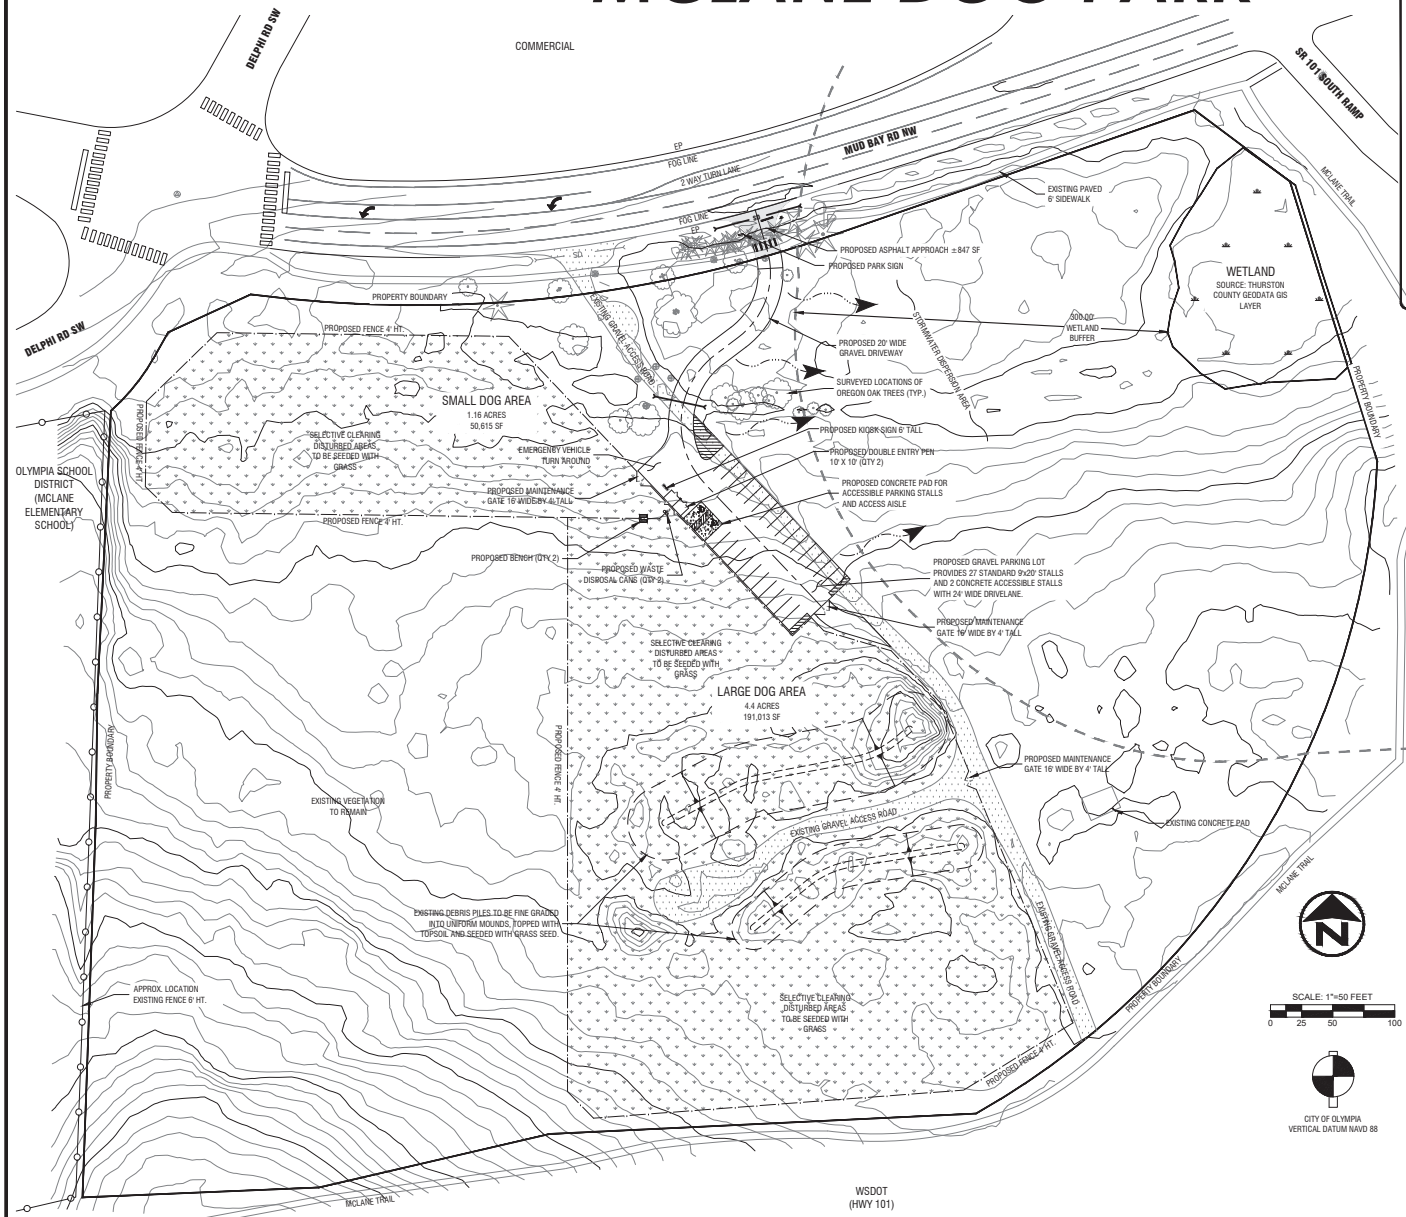 MCLANE DOG PARK
DELPHI RD SW
COMMERCIAL
SR 101 SOUTH RAMP
MUD BAY RD NW
EP
FOG LINE
2 WAY TURN LANE
FOG LINE
EP
MCLANE TRAIL
EXISTING PAVED
6' SIDEWALK
PROPOSED ASPHALT APPROACH ±847 SF
PROPOSED PARK SIGN
SD
WETLAND
SOURCE: THURSTON
COUNTY GEODATA GIS
LAYER
PROPERTY BOUNDARY
DELPHI RD SW
PROPOSED FENCE 4' HT.
EXISTING GRAVEL ACCESS ROAD
STORMWATER DISPERSION AREA
300.00'
WETLAND
BUFFER
PROPOSED 20' WIDE
GRAVEL DRIVEWAY
SURVEYED LOCATIONS OF
OREGON OAK TREES (TYP.)
PROPERTY BOUNDARY
SMALL DOG AREA
1.16 ACRES
50,615 SF
PROPOSED FENCE 4' HT.
SELECTIVE CLEARING
DISTURBED AREAS
TO BE SEEDED WITH
GRASS
PROPOSED KIOSK SIGN 6' TALL
EMERGENCY VEHICLE
TURN AROUND
PROPOSED DOUBLE ENTRY PEN
10' X 10' (QTY 2)
OLYMPIA SCHOOL
DISTRICT
(MCLANE
ELEMENTARY
SCHOOL)
PROPOSED MAINTENANCE
GATE 16' WIDE BY 4' TALL
PROPOSED CONCRETE PAD FOR
ACCESSIBLE PARKING STALLS
AND ACCESS AISLE
PROPOSED FENCE 4' HT.
PROPOSED BENCH (QTY 2)
PROPOSED WASTE
DISPOSAL CANS (QTY 2)
PROPOSED GRAVEL PARKING LOT
PROVIDES 27 STANDARD 9x20' STALLS
AND 2 CONCRETE ACCESSIBLE STALLS
WITH 24' WIDE DRIVELANE.
PROPOSED MAINTENANCE
GATE 16' WIDE BY 4' TALL
SELECTIVE CLEARING
DISTURBED AREAS
TO BE SEEDED WITH
GRASS
LARGE DOG AREA
4.4 ACRES
191,013 SF
PROPERTY BOUNDARY
PROPOSED FENCE 4' HT.
PROPOSED MAINTENANCE
GATE 16' WIDE BY 4' TALL
EXISTING VEGETATION
TO REMAIN
EXISTING GRAVEL ACCESS ROAD
EXISTING CONCRETE PAD
MCLANE TRAIL
EXISTING DEBRIS PILES TO BE FINE GRADED
INTO UNIFORM MOUNDS, TOPPED WITH
TOPSOIL AND SEEDED WITH GRASS SEED.
EXISTING GRAVEL ACCESS ROAD
N
PROPERTY BOUNDARY
APPROX. LOCATION
EXISTING FENCE 6' HT.
SELECTIVE CLEARING
DISTURBED AREAS
TO BE SEEDED WITH
GRASS
SCALE: 1"=50 FEET
0 25 50 100
PROPOSED FENCE 4' HT.
CITY OF OLYMPIA
VERTICAL DATUM NAVD 88
MCLANE TRAIL
WSDOT
(HWY 101)